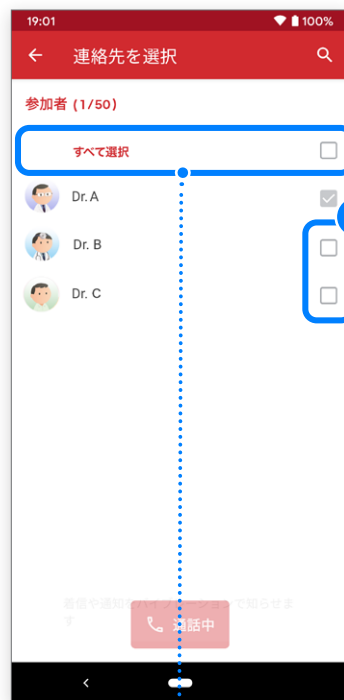 19:01 100%
連絡先を選択
参加者 (1/50)
すべて選択
Dr. A
Dr. B
Dr. C
着信や通知をバイブレーションで知らせま
す
通話中